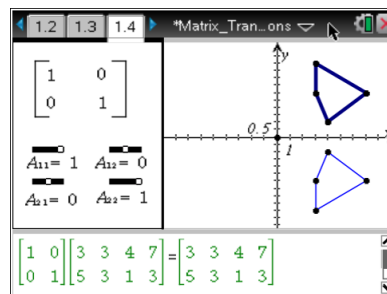 1.2 1.3 1.4 *Matrix_Tran...ons
1 0
0 1
y
0.5
1
A11= 1 A12= 0
A21= 0 A22= 1
[1 0] [3 3 4 7] = [3 3 4 7]
[0 1] [5 3 1 3] [5 3 1 3]